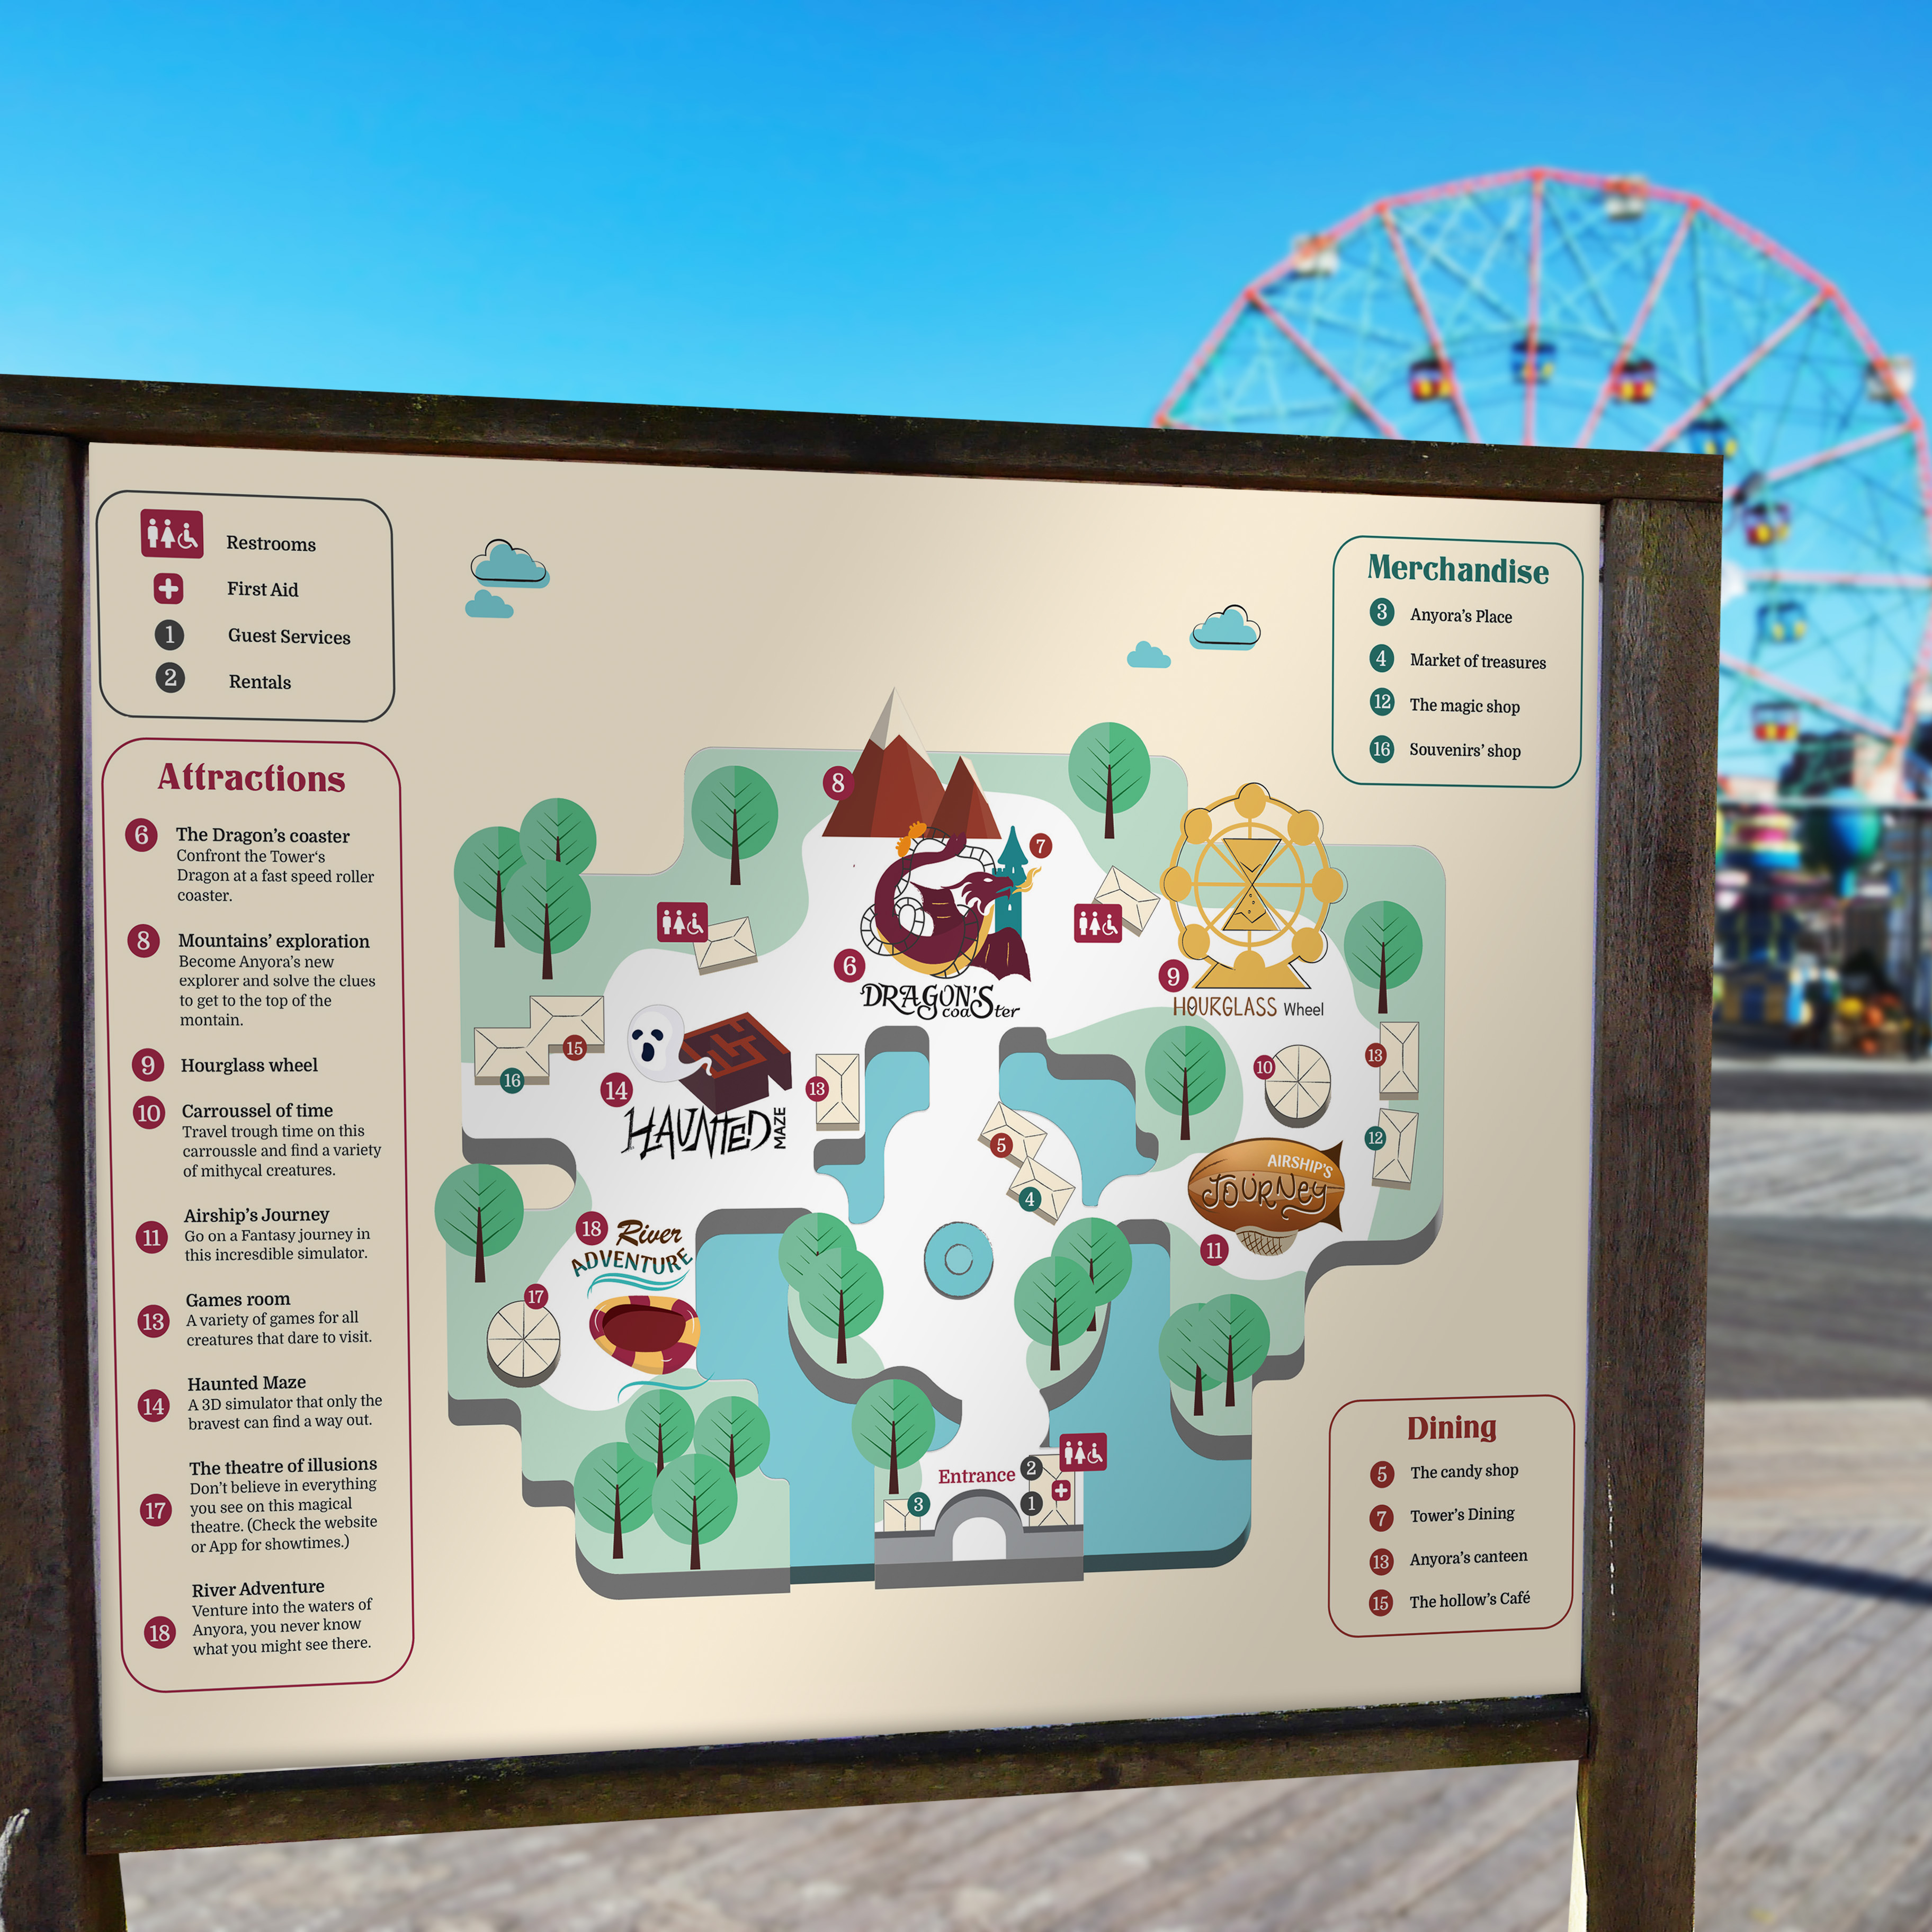 Restrooms
First Aid
1 Guest Services
2 Rentals
Attractions
6 The Dragon's coaster
Confront the Tower's
Dragon at a fast speed roller
coaster.
8 Mountains' exploration
Become Anyora's new
explorer and solve the clues
to get to the top of the
montain.
9 Hourglass wheel
10 Carroussel of time
Travel trough time on this
carroussle and find a variety
of mithycal creatures.
11 Airship's Journey
Go on a Fantasy journey in
this incresdible simulator.
13 Games room
A variety of games for all
creatures that dare to visit.
14 Haunted Maze
A 3D simulator that only the
bravest can find a way out.
17 The theatre of illusions
Don't believe in everything
you see on this magical
theatre. (Check the website
or App for showtimes.)
18 River Adventure
Venture into the waters of
Anyora, you never know
what you might see there.
8
7
6
DRAGON'S
coaster
9
HOURGLASS Wheel
15
16
14
HAUNTED MAZE
13
10
13
12
5
4
AIRSHIP'S
JOURNEY
11
18 River
ADVENTURE
17
Entrance
2
1
3
Merchandise
3 Anyora's Place
4 Market of treasures
12 The magic shop
16 Souvenirs' shop
Dining
5 The candy shop
7 Tower's Dining
13 Anyora's canteen
15 The hollow's Café